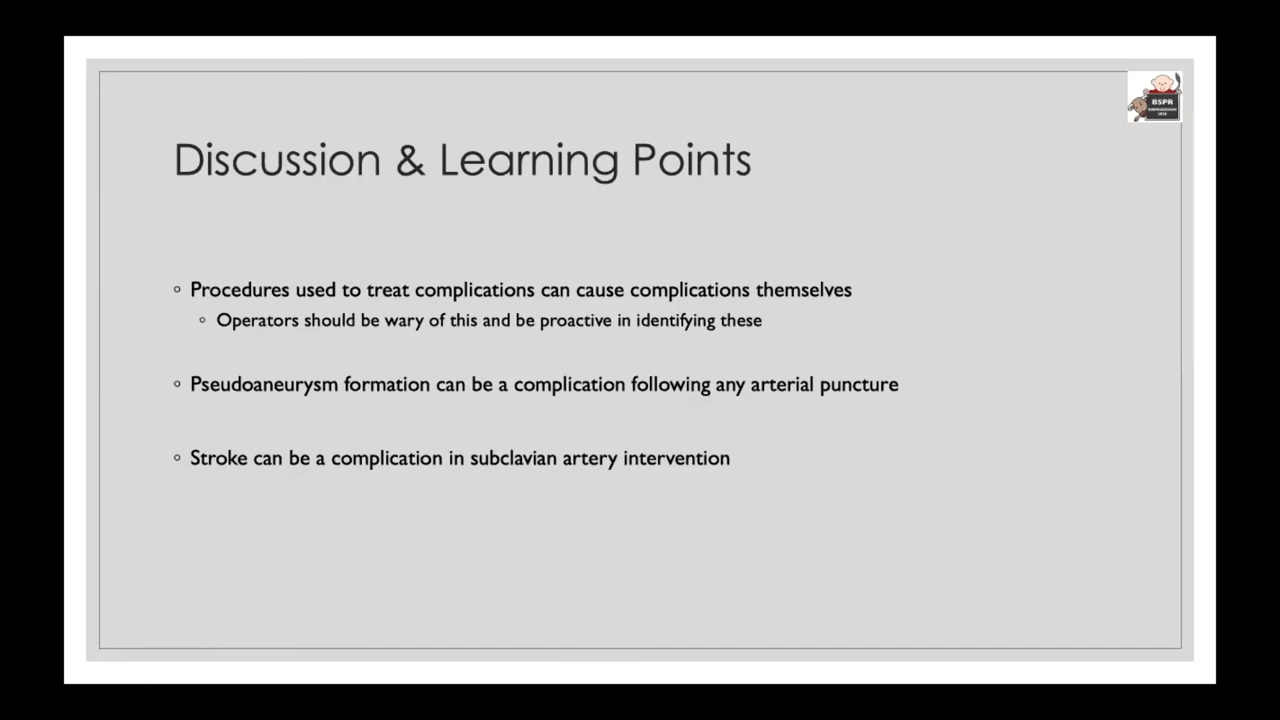 BSPR
BIRMINGHAM
2019
Discussion & Learning Points
Procedures used to treat complications can cause complications themselves
Operators should be wary of this and be proactive in identifying these
Pseudoaneurysm formation can be a complication following any arterial puncture
Stroke can be a complication in subclavian artery intervention